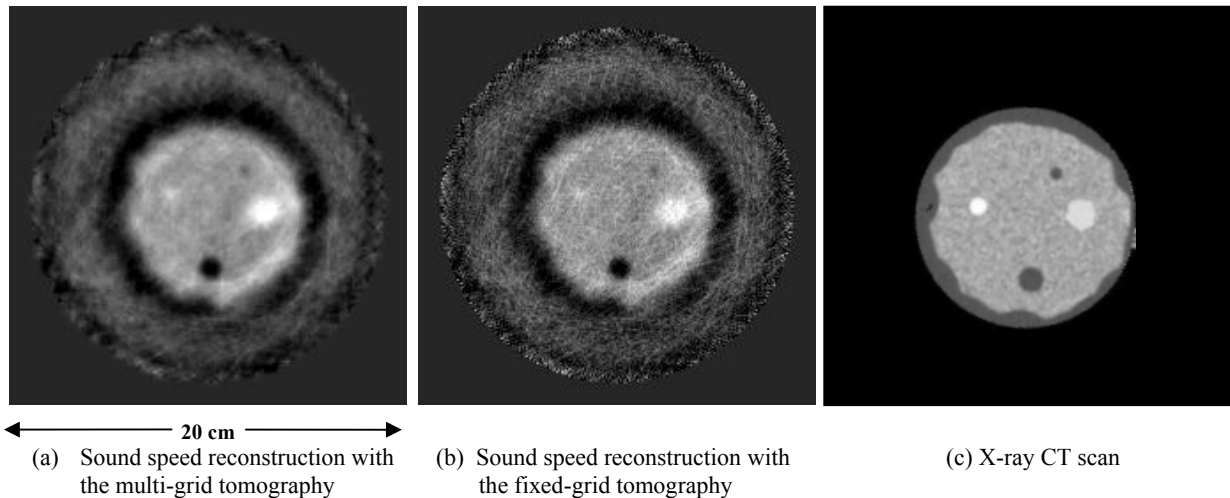 20 cm
(a) Sound speed reconstruction with
the multi-grid tomography
(b) Sound speed reconstruction with
the fixed-grid tomography
(c) X-ray CT scan